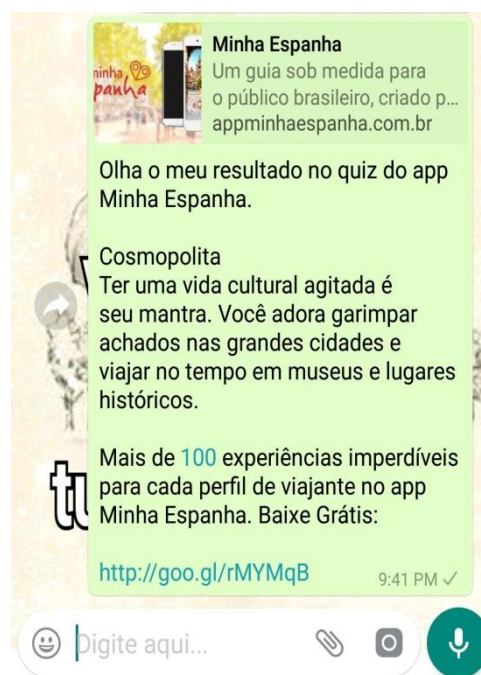 minha
panha
Minha Espanha
Um guia sob medida para
o público brasileiro, criado p...
appminhaespanha.com.br
Olha o meu resultado no quiz do app
Minha Espanha.
Cosmopolita
Ter uma vida cultural agitada é
seu mantra. Você adora garimpar
achados nas grandes cidades e
viajar no tempo em museus e lugares
históricos.
Mais de 100 experiências imperdíveis
para cada perfil de viajante no app
Minha Espanha. Baixe Grátis:
http://goo.gl/rMYMqB
9:41 PM
Digite aqui...